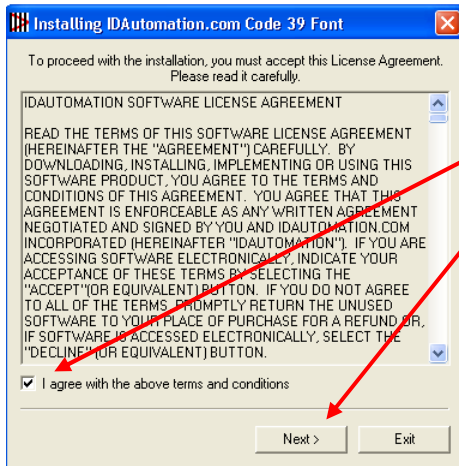 Installing IDAutomation.com Code 39 Font
To proceed with the installation, you must accept this License Agreement.
Please read it carefully.
IDAUTOMATION SOFTWARE LICENSE AGREEMENT
READ THE TERMS OF THIS SOFTWARE LICENSE AGREEMENT
(HEREINAFTER THE "AGREEMENT") CAREFULLY. BY
DOWNLOADING, INSTALLING, IMPLEMENTING OR USING THIS
SOFTWARE PRODUCT, YOU AGREE TO THE TERMS AND
CONDITIONS OF THIS AGREEMENT. YOU AGREE THAT THIS
AGREEMENT IS ENFORCEABLE AS ANY WRITTEN AGREEMENT
NEGOTIATED AND SIGNED BY YOU AND IDAUTOMATION.COM
INCORPORATED (HEREINAFTER "IDAUTOMATION"). IF YOU ARE
ACCESSING SOFTWARE ELECTRONICALLY, INDICATE YOUR
ACCEPTANCE OF THESE TERMS BY SELECTING THE
"ACCEPT"(OR EQUIVALENT) BUTTON. IF YOU DO NOT AGREE
TO ALL OF THE TERMS, PROMPTLY RETURN THE UNUSED
SOFTWARE TO YOUR PLACE OF PURCHASE FOR A REFUND OR,
IF SOFTWARE IS ACCESSED ELECTRONICALLY, SELECT THE
"DECLINE" (OR EQUIVALENT) BUTTON.
I agree with the above terms and conditions
Next > Exit